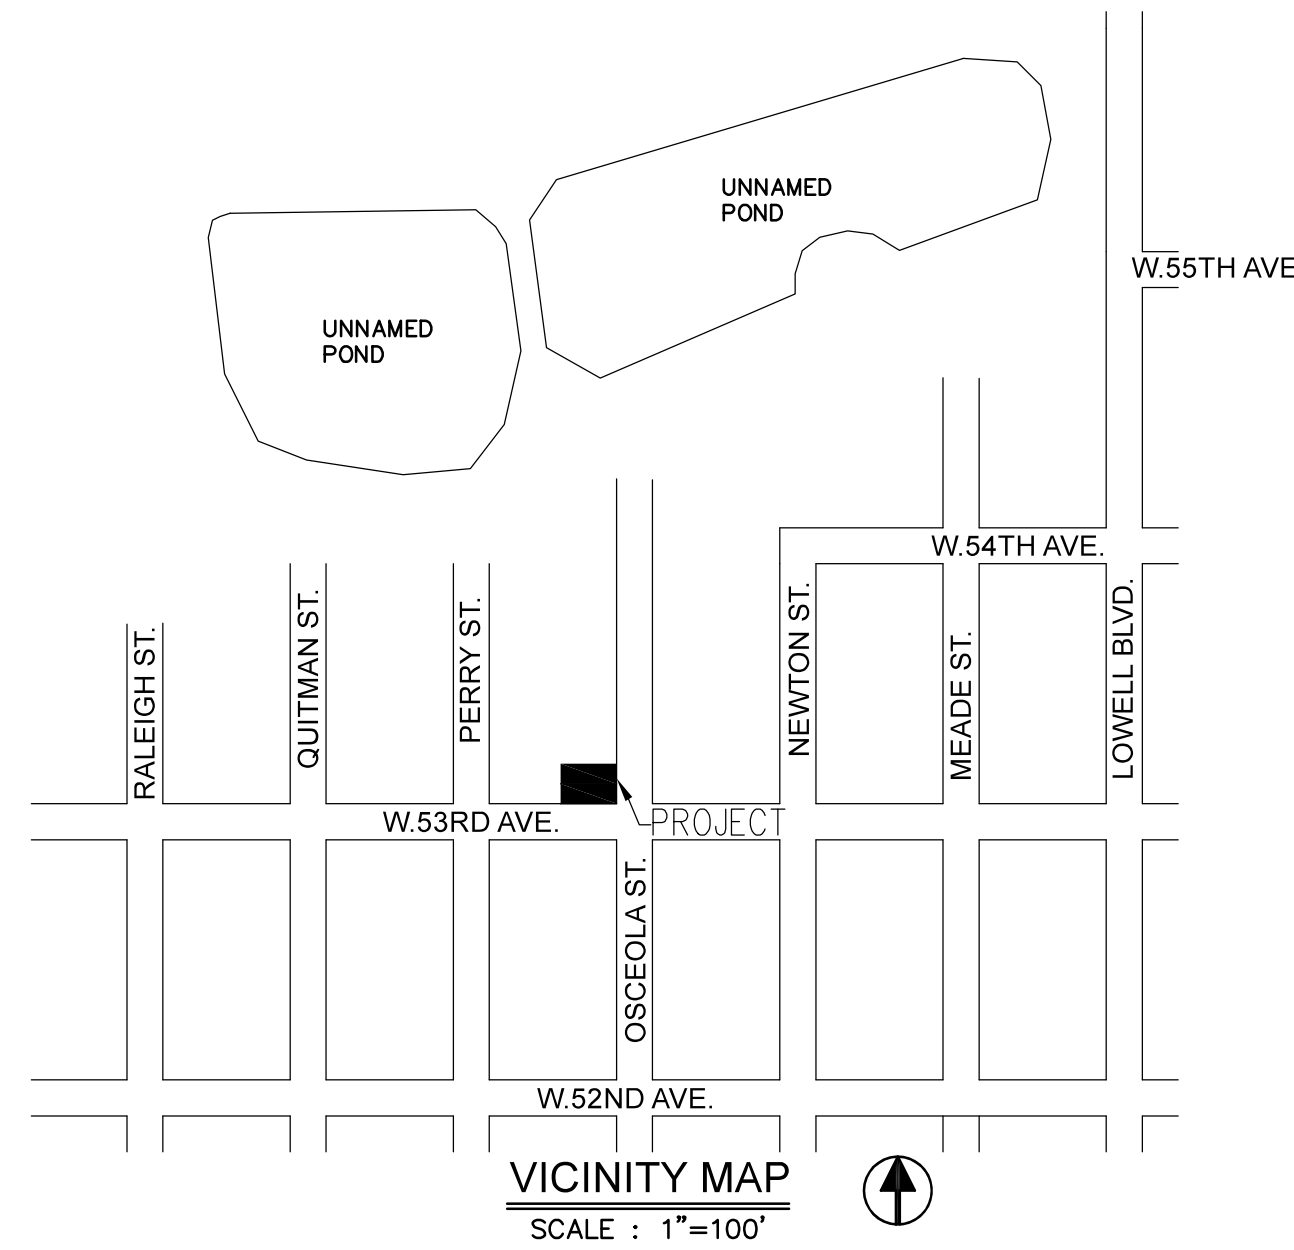 UNNAMED
POND
W.55TH AVE
UNNAMED
POND
W.54TH AVE.
RALEIGH ST.
QUITMAN ST.
PERRY ST.
NEWTON ST.
MEADE ST.
LOWELL BLVD.
W.53RD AVE.
PROJECT
OSCEOLA ST.
W.52ND AVE.
VICINITY MAP
SCALE : 1"=100'